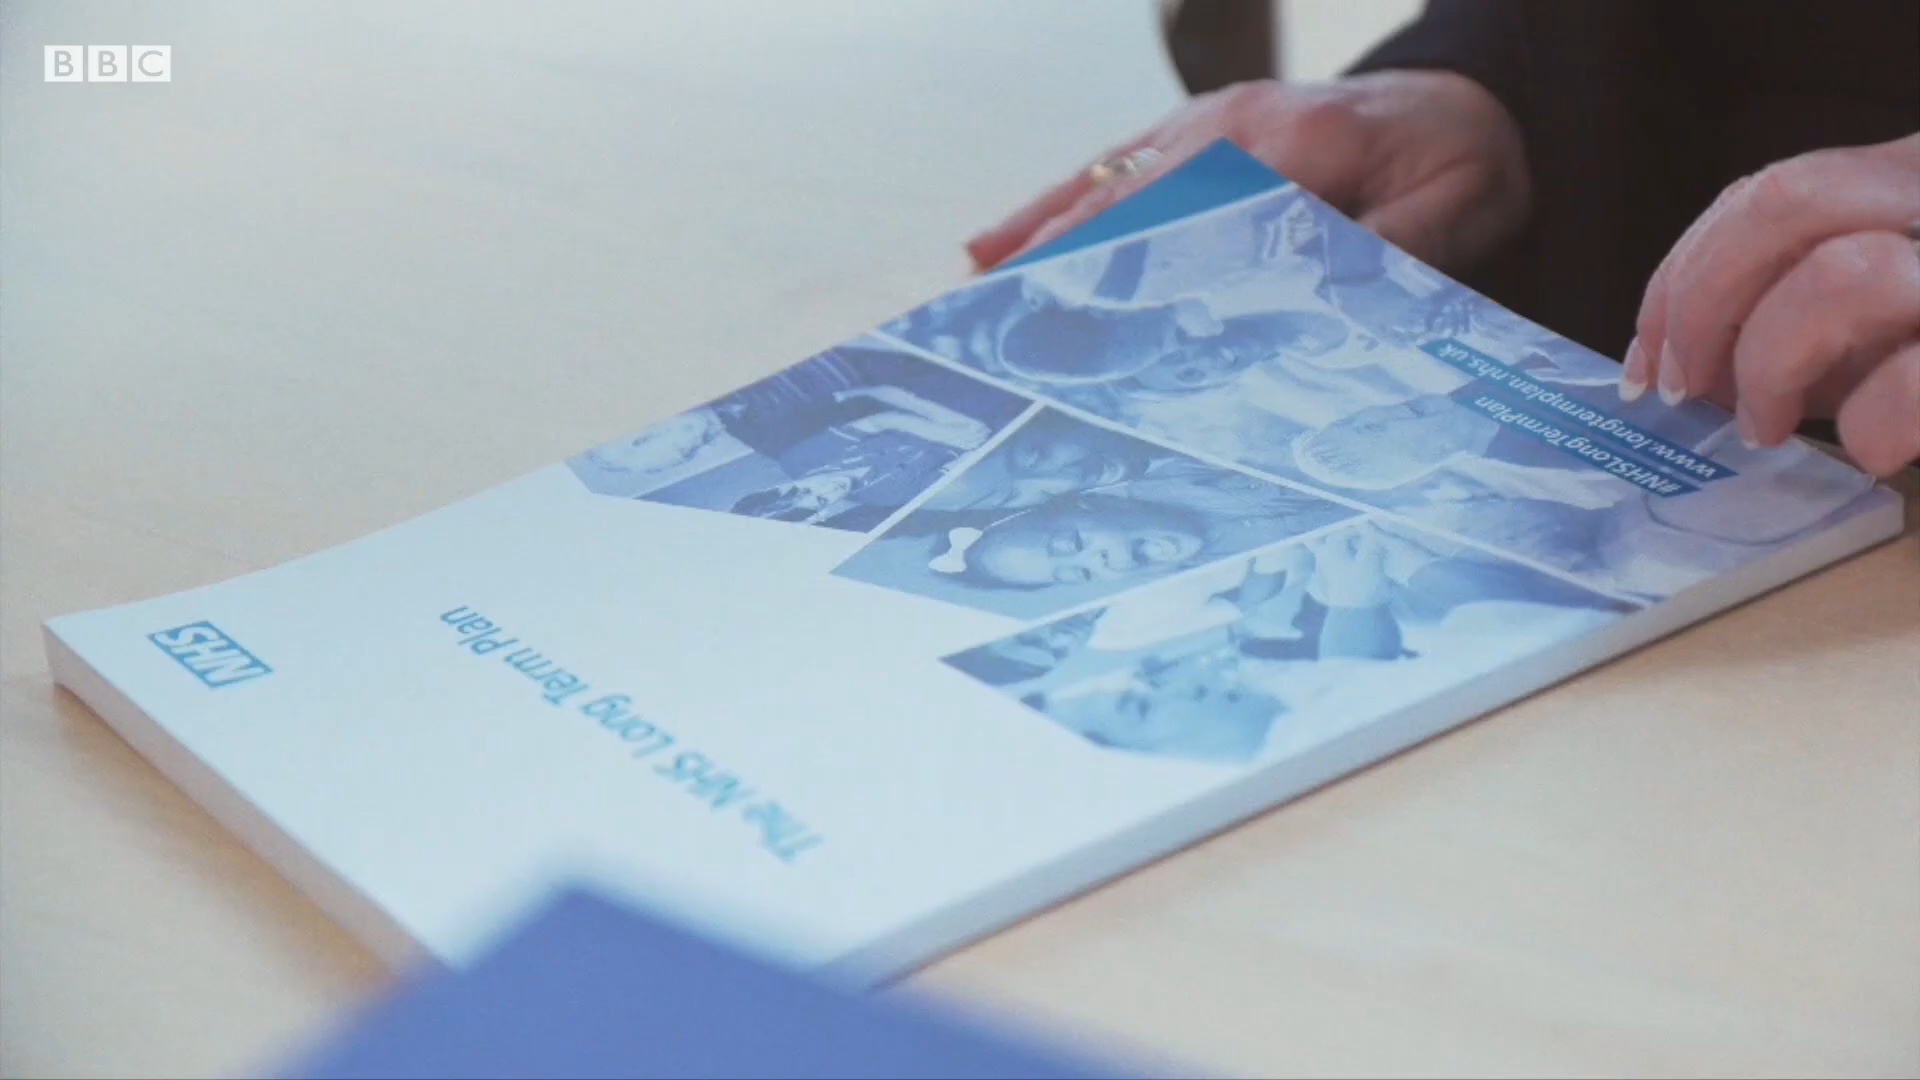 BBC
NHS
The NHS Long Term Plan
#NHSLongTermPlan
www.longtermplan.nhs.uk